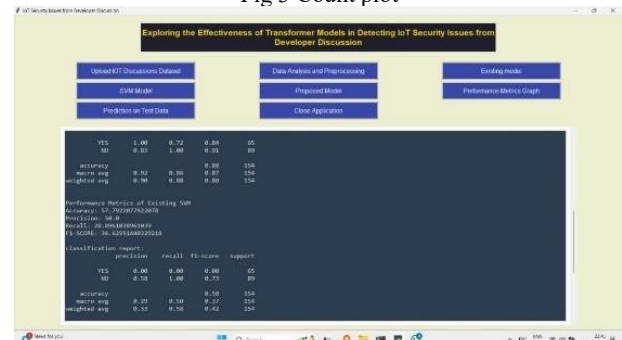 Fig 3 Count plot
IoT Security Issues from Developer Discussion
Exploring the Effectiveness of Transformer Models in Detecting IoT Security Issues from
Developer Discussion
Upload IOT Discussions Dataset
Data Analysis and Preprocessing
Existing model
SVM Model
Proposed Model
Performance Metrics Graph
Prediction on Test Data
Close Application
YES 1.00 0.72 0.84 65
NO 0.83 1.00 0.91 89
accuracy 0.88 154
macro avg 0.92 0.86 0.87 154
weighted avg 0.90 0.88 0.88 154
Performance Metrics of Existing SVM
Accuracy: 57.7922077922078
Precision: 50.0
Recall:
F1-SCORE:
classification report:
precision recall f1-score support
YES 0.00 0.00 0.00 65
NO 0.58 1.00 0.73 89
accuracy 0.58 154
macro avg 0.29 0.50 0.37 154
weighted avg 0.33 0.58 0.42 154
News for you